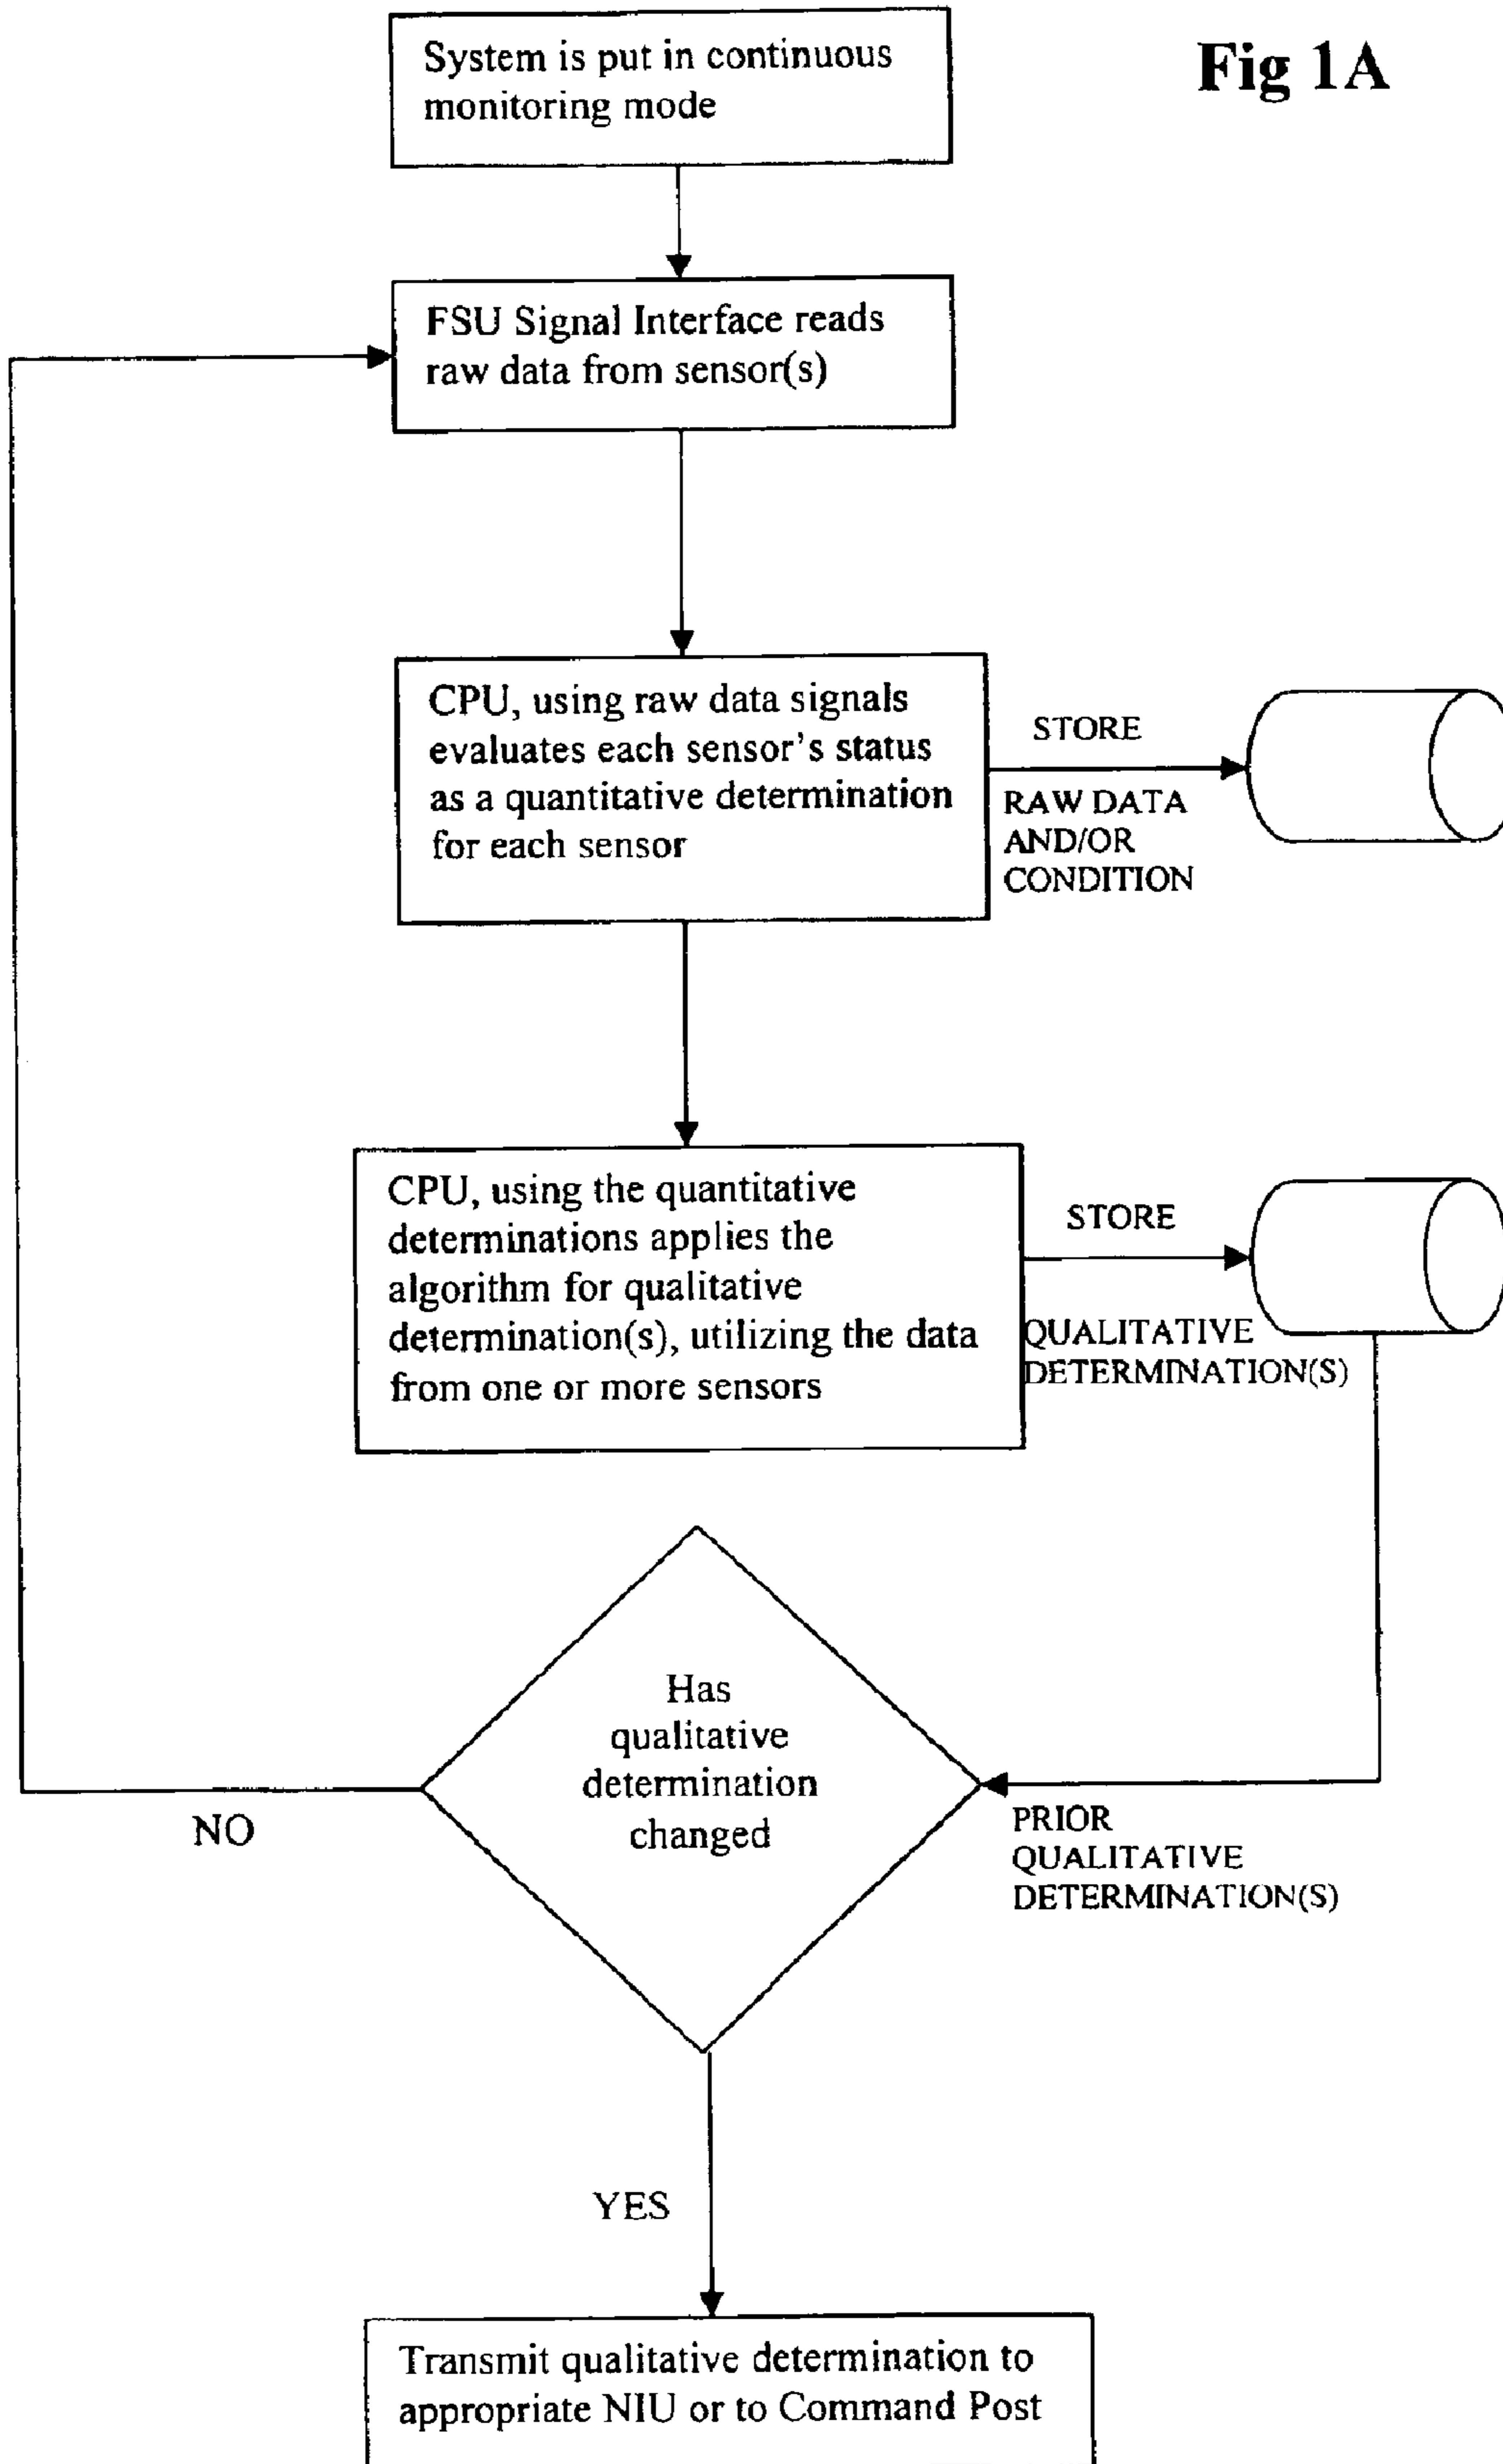 Fig 1A
System is put in continuous
monitoring mode
FSU Signal Interface reads
raw data from sensor(s)
CPU, using raw data signals
evaluates each sensor's status
as a quantitative determination
for each sensor
STORE
RAW DATA
AND/OR
CONDITION
CPU, using the quantitative
determinations applies the
algorithm for qualitative
determination(s), utilizing the data
from one or more sensors
STORE
QUALITATIVE
DETERMINATION(S)
Has
qualitative
determination
changed
NO
PRIOR
QUALITATIVE
DETERMINATION(S)
YES
Transmit qualitative determination to
appropriate NIU or to Command Post